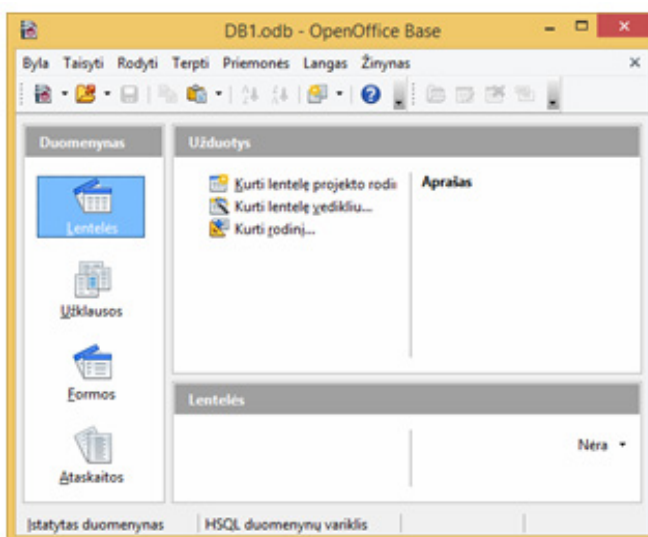 DB1.odb - OpenOffice Base
Byla Taisyti Rodyti Terpti Priemonės Langas Žinynas
Duomenynas
Lentelės
Užklausos
Formos
Ataskaitos
Užduotys
Kurti lentelę projekto rodi
Kurti lentelę vedikliu...
Kurti rodinį...
Aprašas
Lentelės
Nėra
Įstatytas duomenynas
HSQL duomenynų variklis